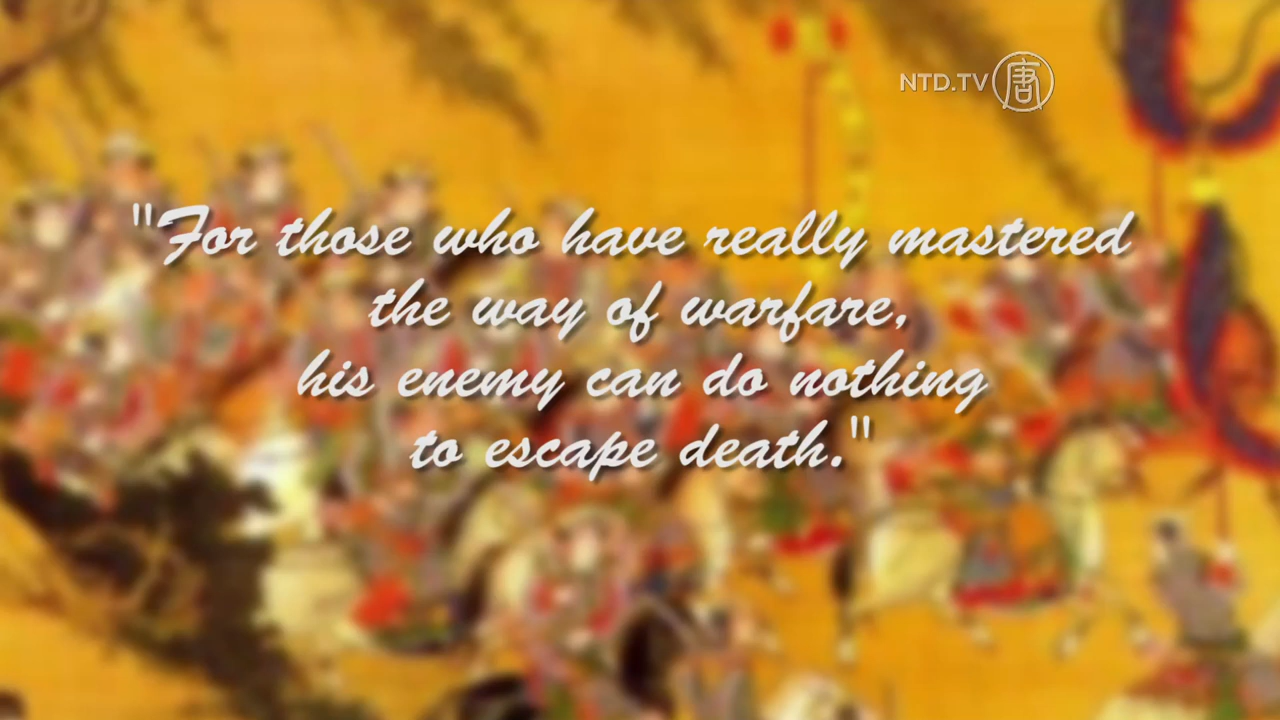 NTD.TV 唐
"For those who have really mastered
the way of warfare,
his enemy can do nothing
to escape death."